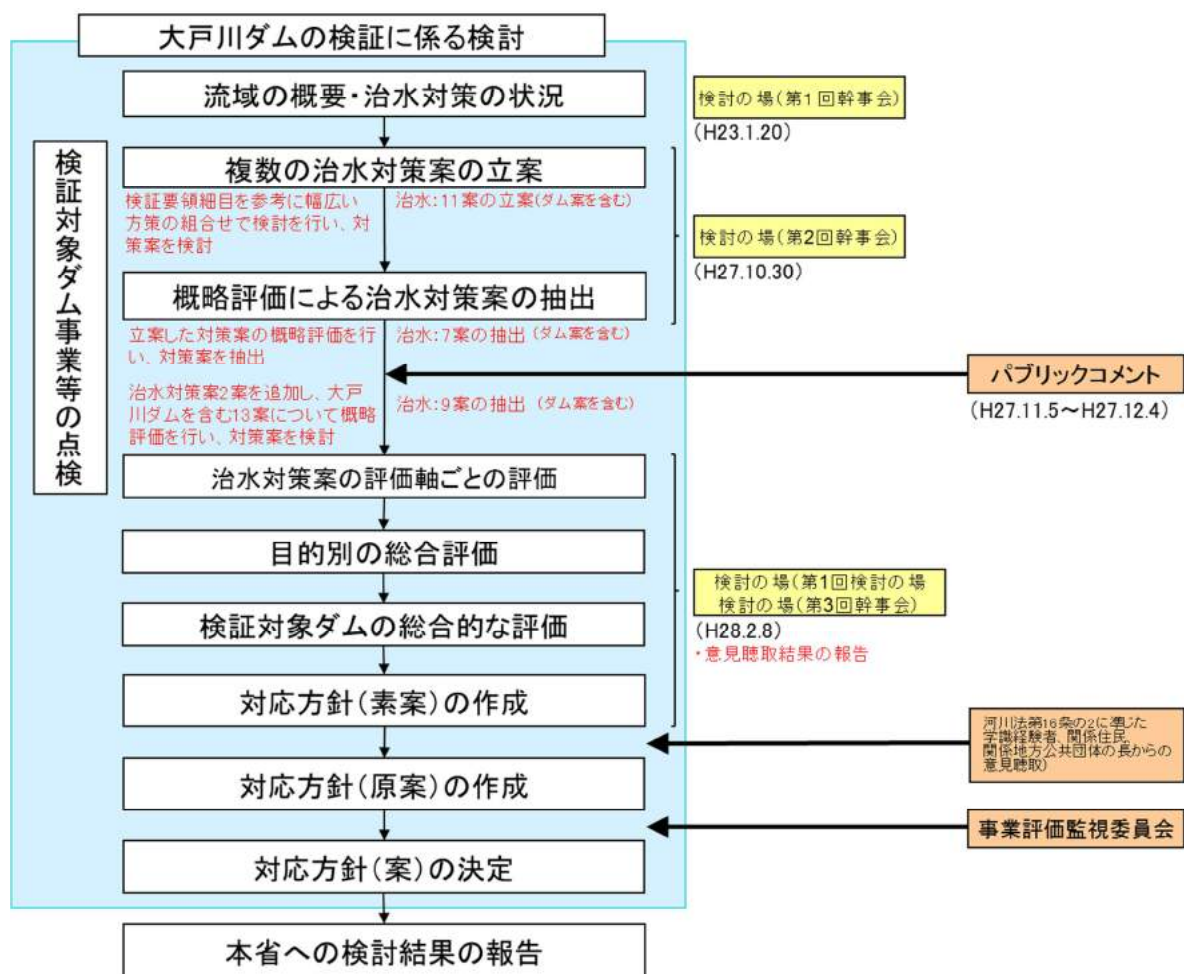 大戸川ダムの検証に係る検討
流域の概要・治水対策の状況
検討の場(第1回幹事会)
(H23.1.20)
検証対象ダム事業等の点検
複数の治水対策案の立案
検証要領細目を参考に幅広い
方策の組合せで検討を行い、対
策案を検討
治水:11案の立案(ダム案を含む)
検討の場(第2回幹事会)
(H27.10.30)
概略評価による治水対策案の抽出
立案した対策案の概略評価を行
い、対策案を抽出
治水:7案の抽出 (ダム案を含む)
パブリックコメント
(H27.11.5~H27.12.4)
治水対策案2案を追加し、大戸
川ダムを含む13案について概略
評価を行い、対策案を検討
治水:9案の抽出 (ダム案を含む)
治水対策案の評価軸ごとの評価
目的別の総合評価
検証対象ダムの総合的な評価
検討の場(第1回検討の場
検討の場(第3回幹事会)
(H28.2.8)
・意見聴取結果の報告
対応方針(素案)の作成
河川法第16条の2に準じた
学識経験者、関係住民、
関係地方公共団体の長からの
意見聴取)
対応方針(原案)の作成
事業評価監視委員会
対応方針(案)の決定
本省への検討結果の報告